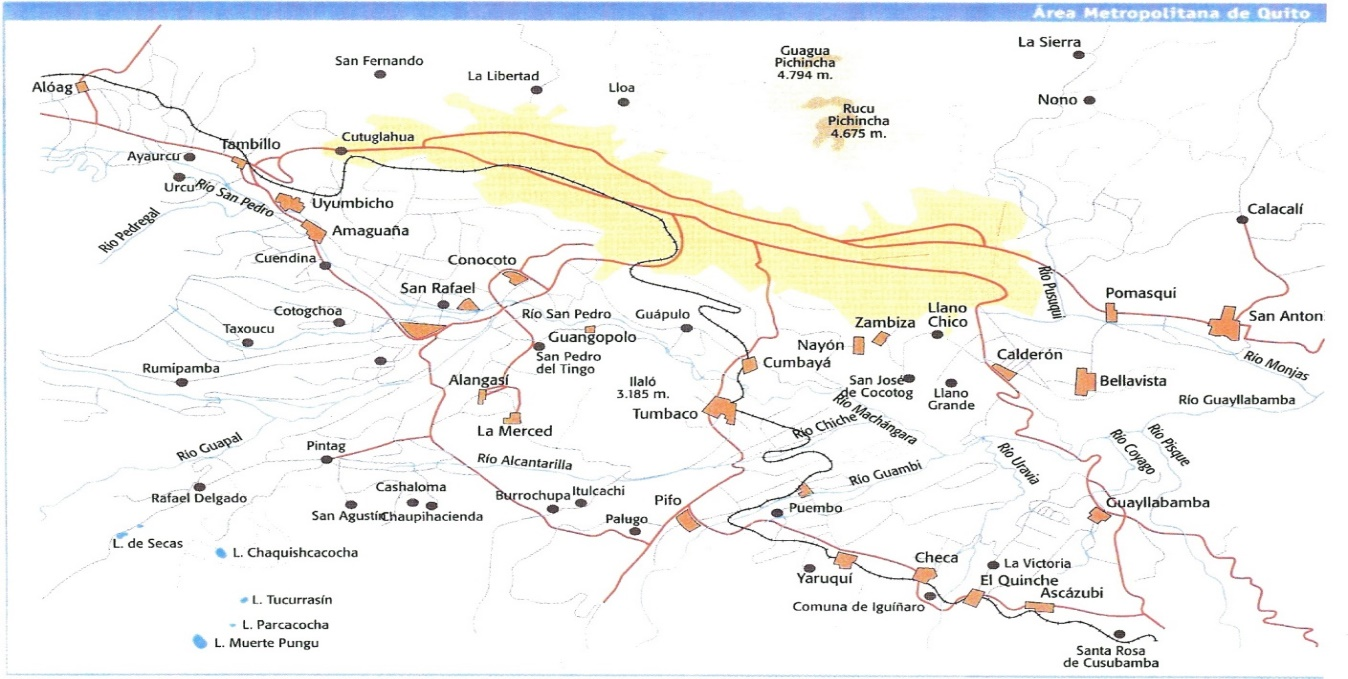 Área Metropolitana de Quito
La Sierra
Guagua
Pichincha
4.794 m.
San Fernando
La Libertad
Lloa
Alóag
Nono
Rucu
Pichincha
4.675 m.
Cutuglahua
Tambillo
Ayaurcu
Urcu
Río San Pedro
Uyumbicho
Río Pedregal
Amaguaña
Calacalí
Cuendina
Conocoto
San Rafael
Río Pusuqui
Pomasqui
Cotogchoa
Río San Pedro
Guápulo
Llano
Chico
San Anton
Taxoucu
Guangopolo
Zambiza
Nayón
San Pedro
del Tingo
Cumbayá
Calderón
Río Monjas
Rumipamba
Alangasí
Ilaló
3.185 m.
San José
de Cocotog
Llano
Grande
Bellavista
Río Guayllabamba
Tumbaco
Río Machángara
La Merced
Río Chiche
Río Guapal
Pintag
Río Alcantarilla
Río Guambi
Río Uravia
Río Coyago
Río Pisque
Rafael Delgado
Cashaloma
San Agustín
Chaupihacienda
Burrochupa
Itulcachi
Pifo
Palugo
Puembo
Guayllabamba
L. de Secas
L. Chaquishcacocha
Checa
La Victoria
Yaruquí
El Quinche
Ascázubi
L. Tucurrasín
Comuna de Iguíñaro
L. Parcacocha
L. Muerte Pungu
Santa Rosa
de Cusubamba